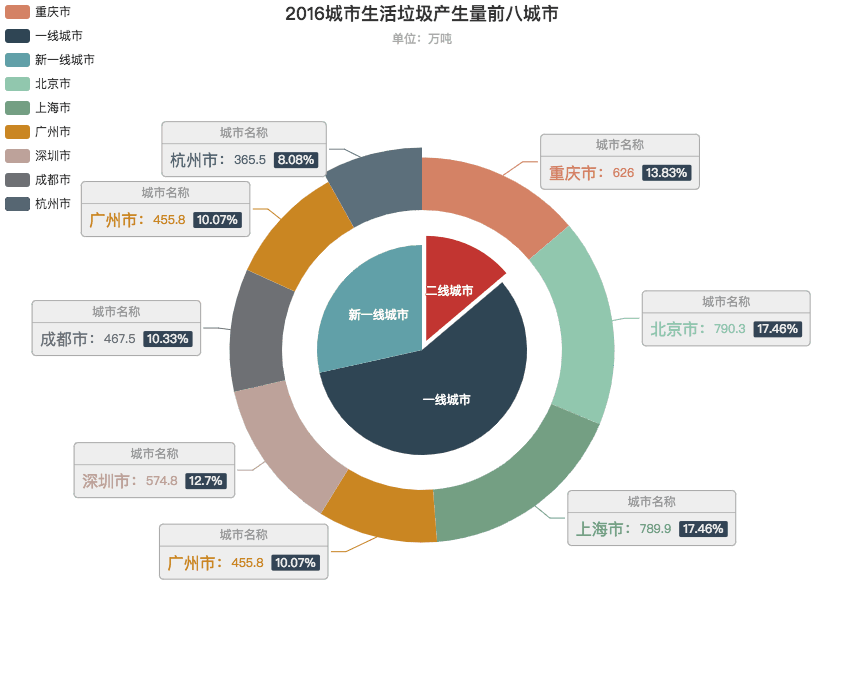 2016城市生活垃圾产生量前八城市
单位：万吨
重庆市
一线城市
新一线城市
北京市
上海市
广州市
深圳市
成都市
杭州市
城市名称
杭州市：365.5 8.08%
城市名称
重庆市：626 13.83%
城市名称
广州市：455.8 10.07%
城市名称
北京市：790.3 17.46%
城市名称
成都市：467.5 10.33%
二线城市
新一线城市
一线城市
城市名称
深圳市：574.8 12.7%
城市名称
上海市：789.9 17.46%
城市名称
广州市：455.8 10.07%